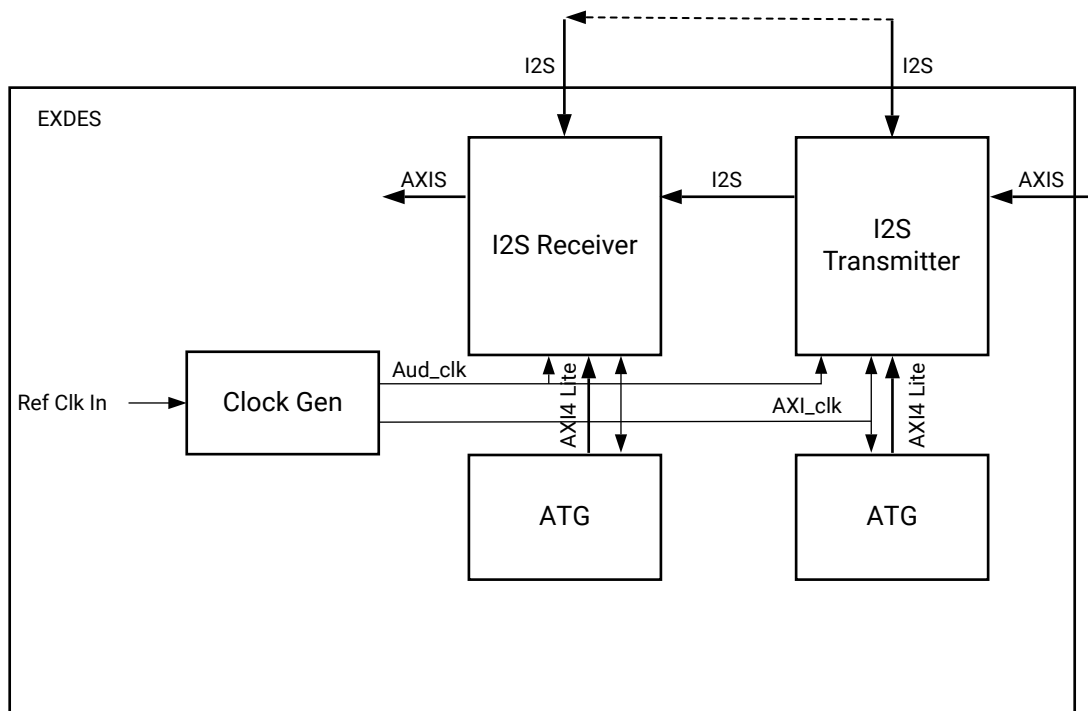 I2S
I2S
EXDES
AXIS
I2S
AXIS
I2S Receiver
I2S
Transmitter
Aud_clk
Ref Clk In
Clock Gen
AXI4 Lite
AXI_clk
AXI4 Lite
ATG
ATG